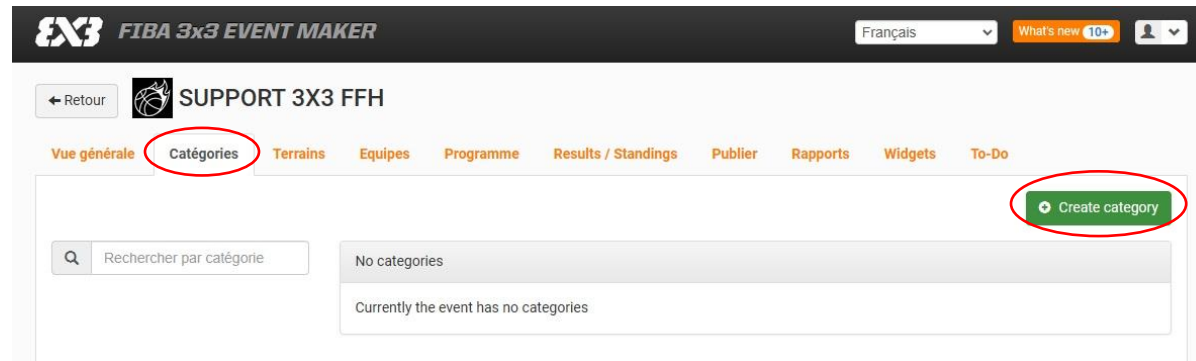 3X3 FIBA 3x3 EVENT MAKER Français What's new 10+
Retour SUPPORT 3X3 FFH
Vue générale Catégories Terrains Equipes Programme Results / Standings Publier Rapports Widgets To-Do
Create category
Rechercher par catégorie No categories
Currently the event has no categories